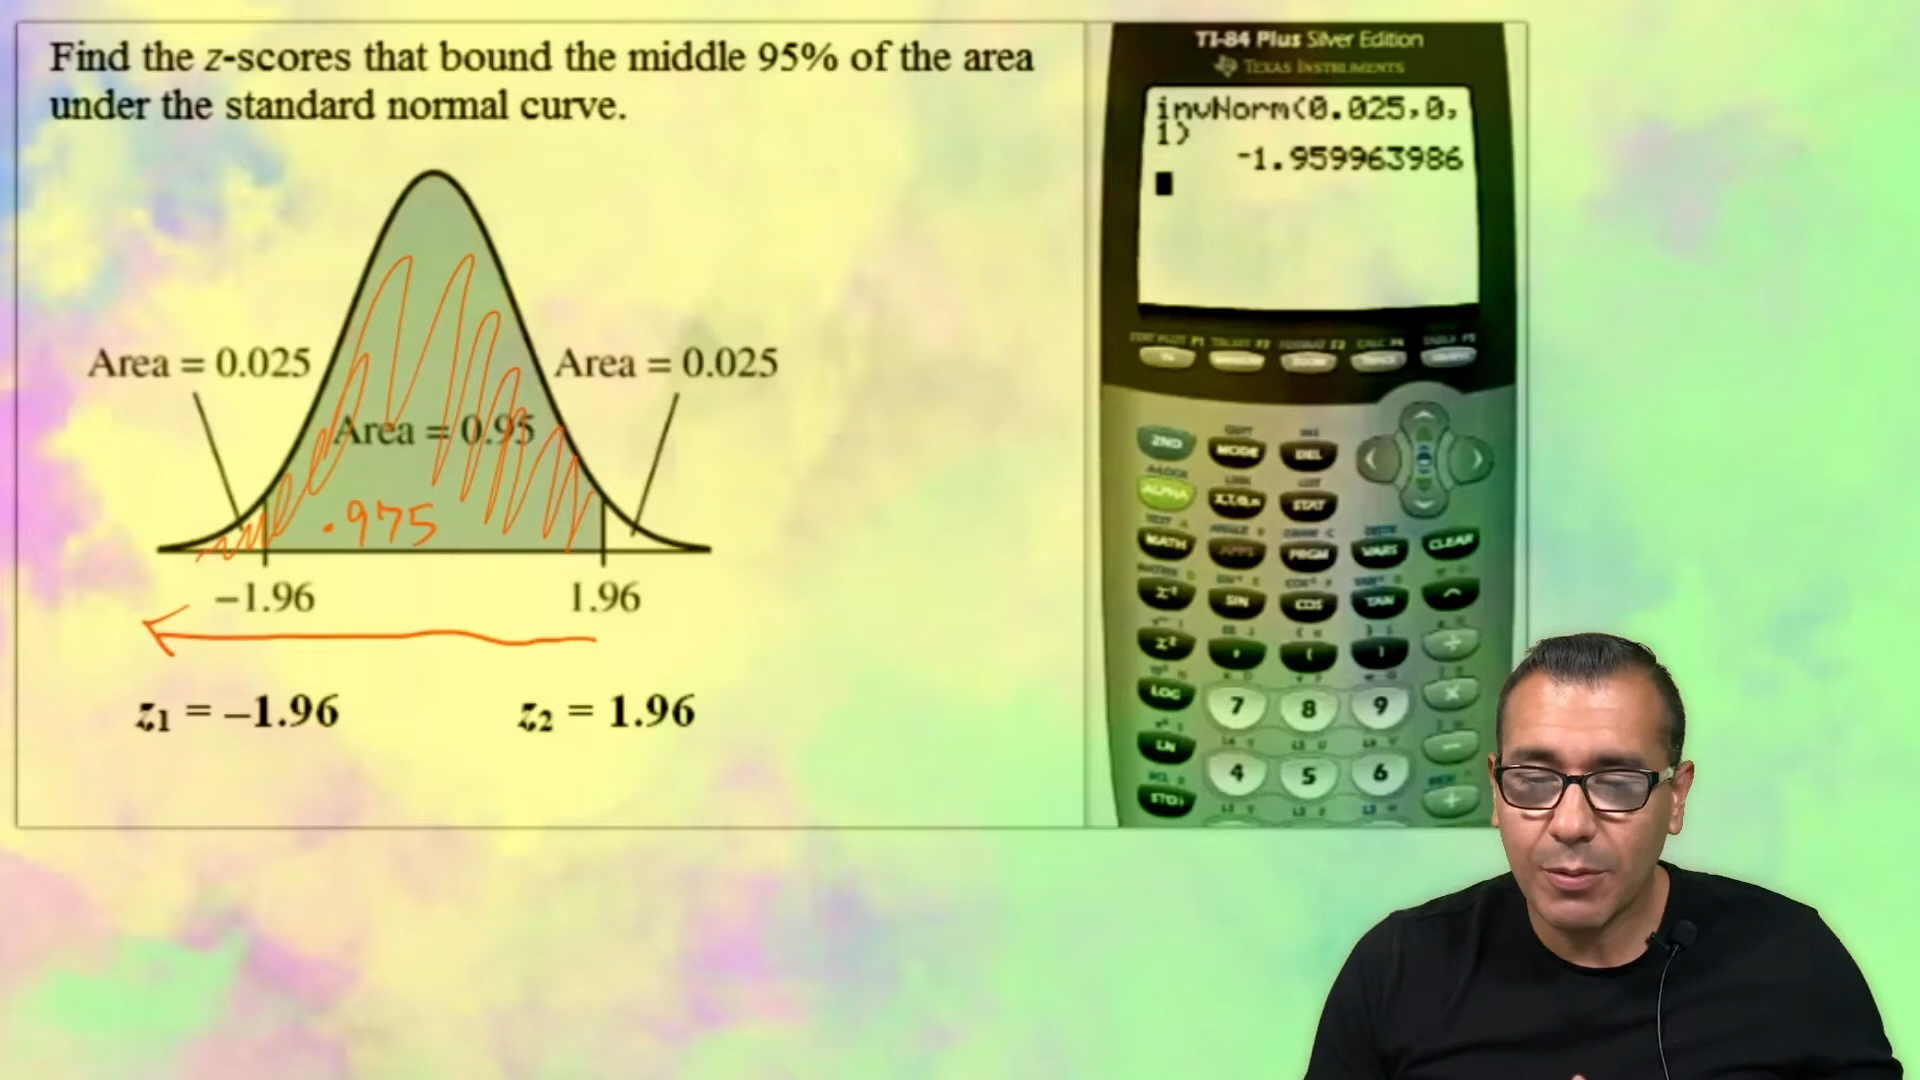 Find the z-scores that bound the middle 95% of the area
under the standard normal curve.
Area = 0.025
Area = 0.025
Area = 0.95
.975
−1.96
1.96
z1 = −1.96
z2 = 1.96
TI-84 Plus Silver Edition
TEXAS INSTRUMENTS
invNorm(0.025,0,
1)
-1.959963986
2ND
MODE
DEL
ALPHA
X,T,θ,n
STAT
MATH
APPS
PRGM
VARS
CLEAR
SIN
COS
TAN
^
,
(
)
÷
LOG
7
8
9
×
LN
4
5
6
−
STO
+